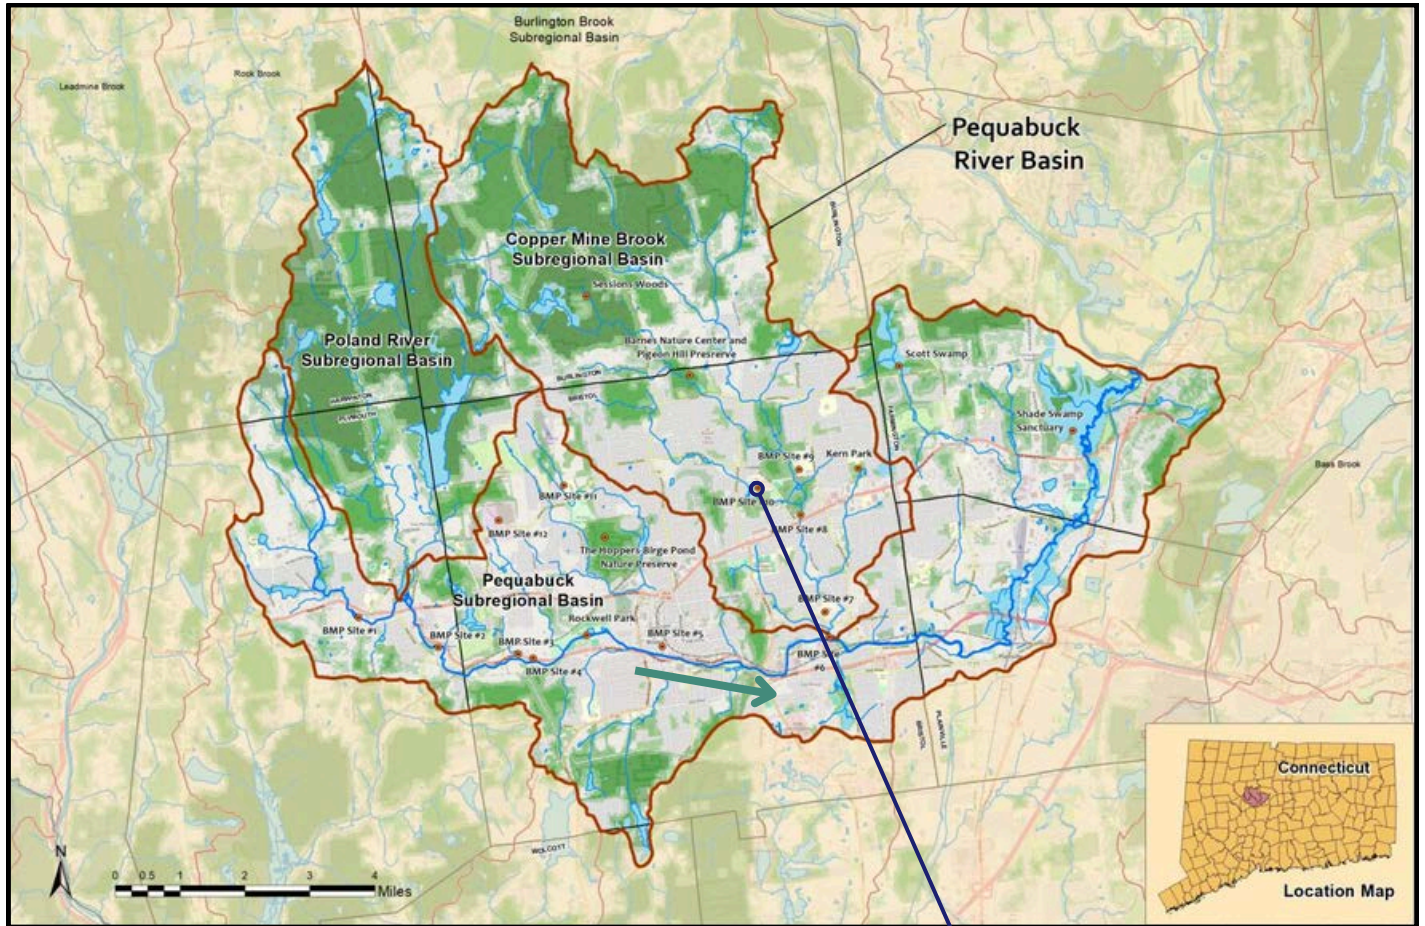 Burlington Brook
Subregional Basin
Rock Brook
Leadmine Brook
Pequabuck
River Basin
BURLINGTON
Copper Mine Brook
Subregional Basin
Sessions Woods
Poland River
Subregional Basin
Barnes Nature Center and
Pigeon Hill Presrerve
Scott Swamp
BURLINGTON
BRISTOL
HARWINTON
PLYMOUTH
FARMINGTON
Shade Swamp
Sanctuary
BMP Site #9
Kern Park
Bass Brook
BMP Site #11
BMP Site #10
BMP Site #8
BMP Site #12
The Hoppers-Birge Pond
Nature Preserve
Pequabuck
Subregional Basin
BMP Site #7
Rockwell Park
BMP Site #1
BMP Site #2
BMP Site #3
BMP Site #5
BMP Site #4
BMP Site
#6
PLAINVILLE
BRISTOL
Connecticut
WOLCOTT
N
0 0.5 1 2 3 4
Miles
Location Map